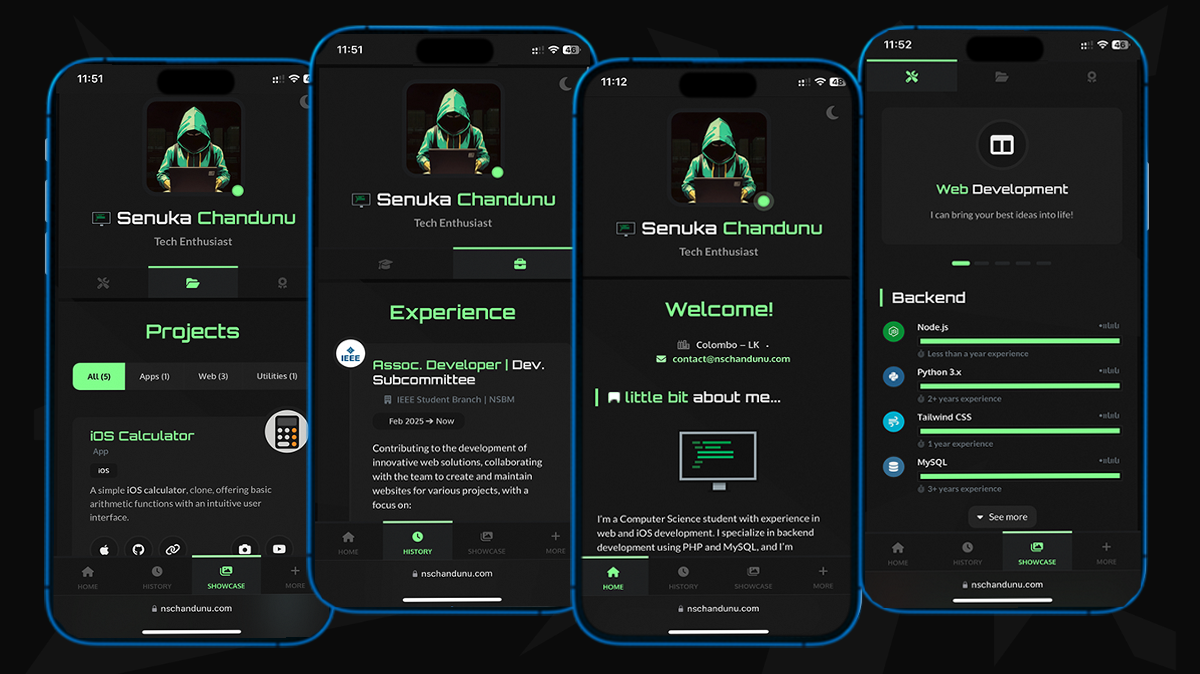 11:51
Senuka Chandunu
Tech Enthusiast
Projects
All (5)
Apps (1)
Web (3)
Utilities (1)
iOS Calculator
App
iOS
A simple iOS calculator, clone, offering basic
arithmetic functions with an intuitive user
interface.
HOME
HISTORY
SHOWCASE
MORE
nschandunu.com
11:51
46
Senuka Chandunu
Tech Enthusiast
Experience
IEEE
Assoc. Developer | Dev.
Subcommittee
IEEE Student Branch | NSBM
Feb 2025 ➔ Now
Contributing to the development of
innovative web solutions, collaborating
with the team to create and maintain
websites for various projects, with a
focus on:
HOME
HISTORY
SHOWCASE
MORE
nschandunu.com
11:12
Senuka Chandunu
Tech Enthusiast
Welcome!
Colombo – LK
contact@nschandunu.com
little bit about me...
I'm a Computer Science student with experience in
web and iOS development. I specialize in backend
development using PHP and MySQL, and I'm
HOME
HISTORY
SHOWCASE
MORE
nschandunu.com
11:52
46
Web Development
I can bring your best ideas into life!
Backend
Node.js
Less than a year experience
Python 3.x
2+ years experience
Tailwind CSS
1 year experience
MySQL
3+ years experience
See more
HOME
HISTORY
SHOWCASE
MORE
nschandunu.com